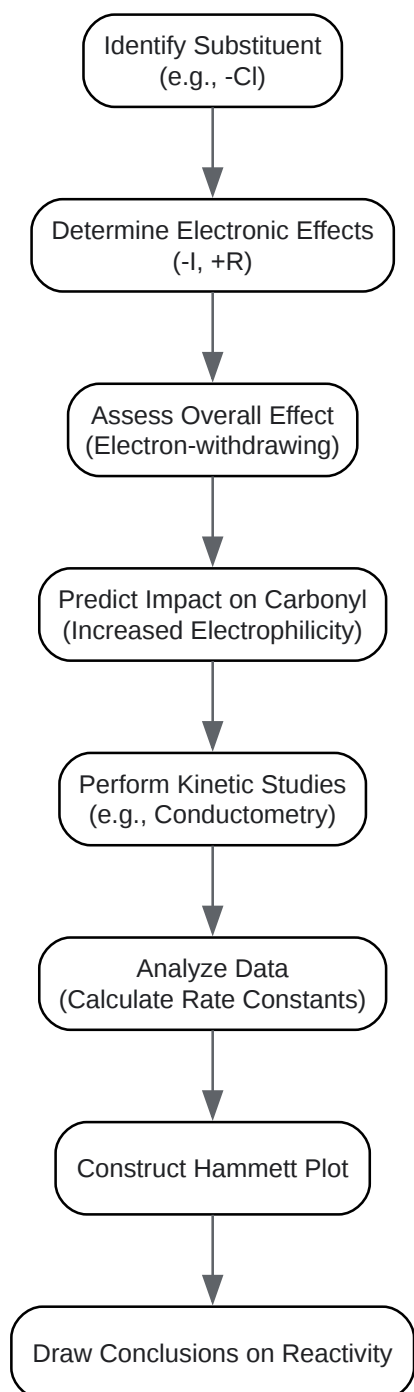 Identify Substituent
(e.g., -Cl)
Determine Electronic Effects
(-I, +R)
Assess Overall Effect
(Electron-withdrawing)
Predict Impact on Carbonyl
(Increased Electrophilicity)
Perform Kinetic Studies
(e.g., Conductometry)
Analyze Data
(Calculate Rate Constants)
Construct Hammett Plot
Draw Conclusions on Reactivity